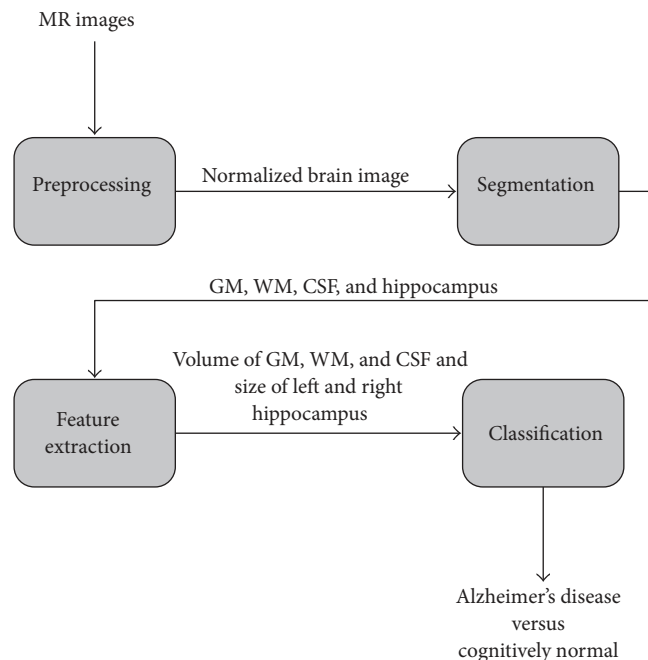 MR images
Preprocessing
Normalized brain image
Segmentation
GM, WM, CSF, and hippocampus
Volume of GM, WM, and CSF and
size of left and right
hippocampus
Feature
extraction
Classification
Alzheimer's disease
versus
cognitively normal